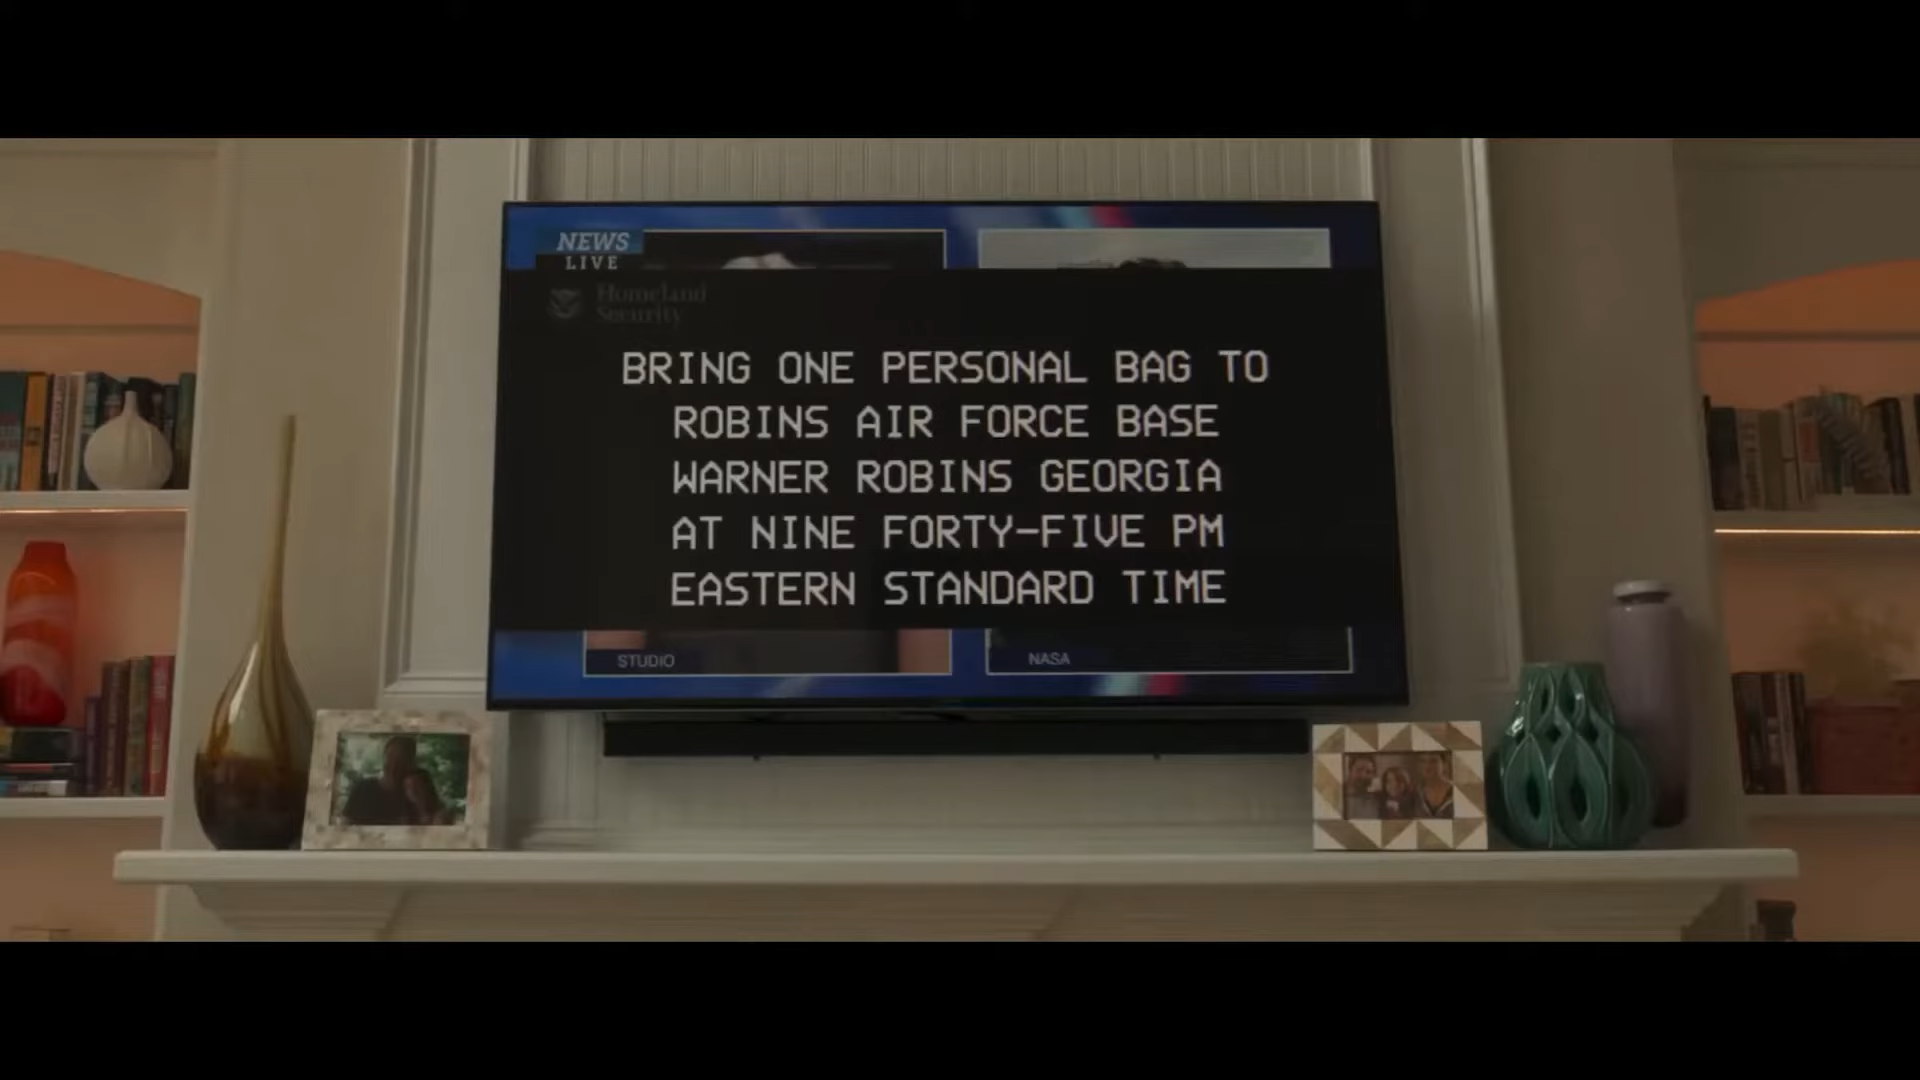 NEWS
LIVE
Homeland
Security
BRING ONE PERSONAL BAG TO
ROBINS AIR FORCE BASE
WARNER ROBINS GEORGIA
AT NINE FORTY-FIVE PM
EASTERN STANDARD TIME
STUDIO
NASA